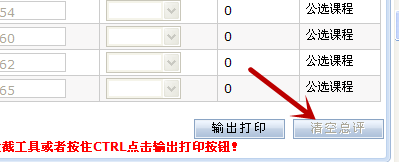 54 0 公选课程
60 0 公选课程
62 0 公选课程
65 0 公选课程
输出打印 清空总评
截工具或者按住CTRL点击输出打印按钮!